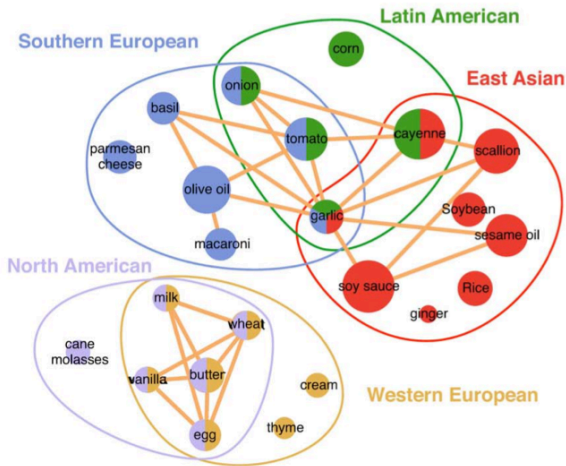 Latin American
Southern European
corn
East Asian
onion
basil
cayenne
tomato
parmesan
cheese
scallion
olive oil
Soybean
garlic
sesame oil
macaroni
North American
soy sauce
Rice
milk
ginger
wheat
cane
molasses
vanilla
butter
cream
Western European
thyme
egg